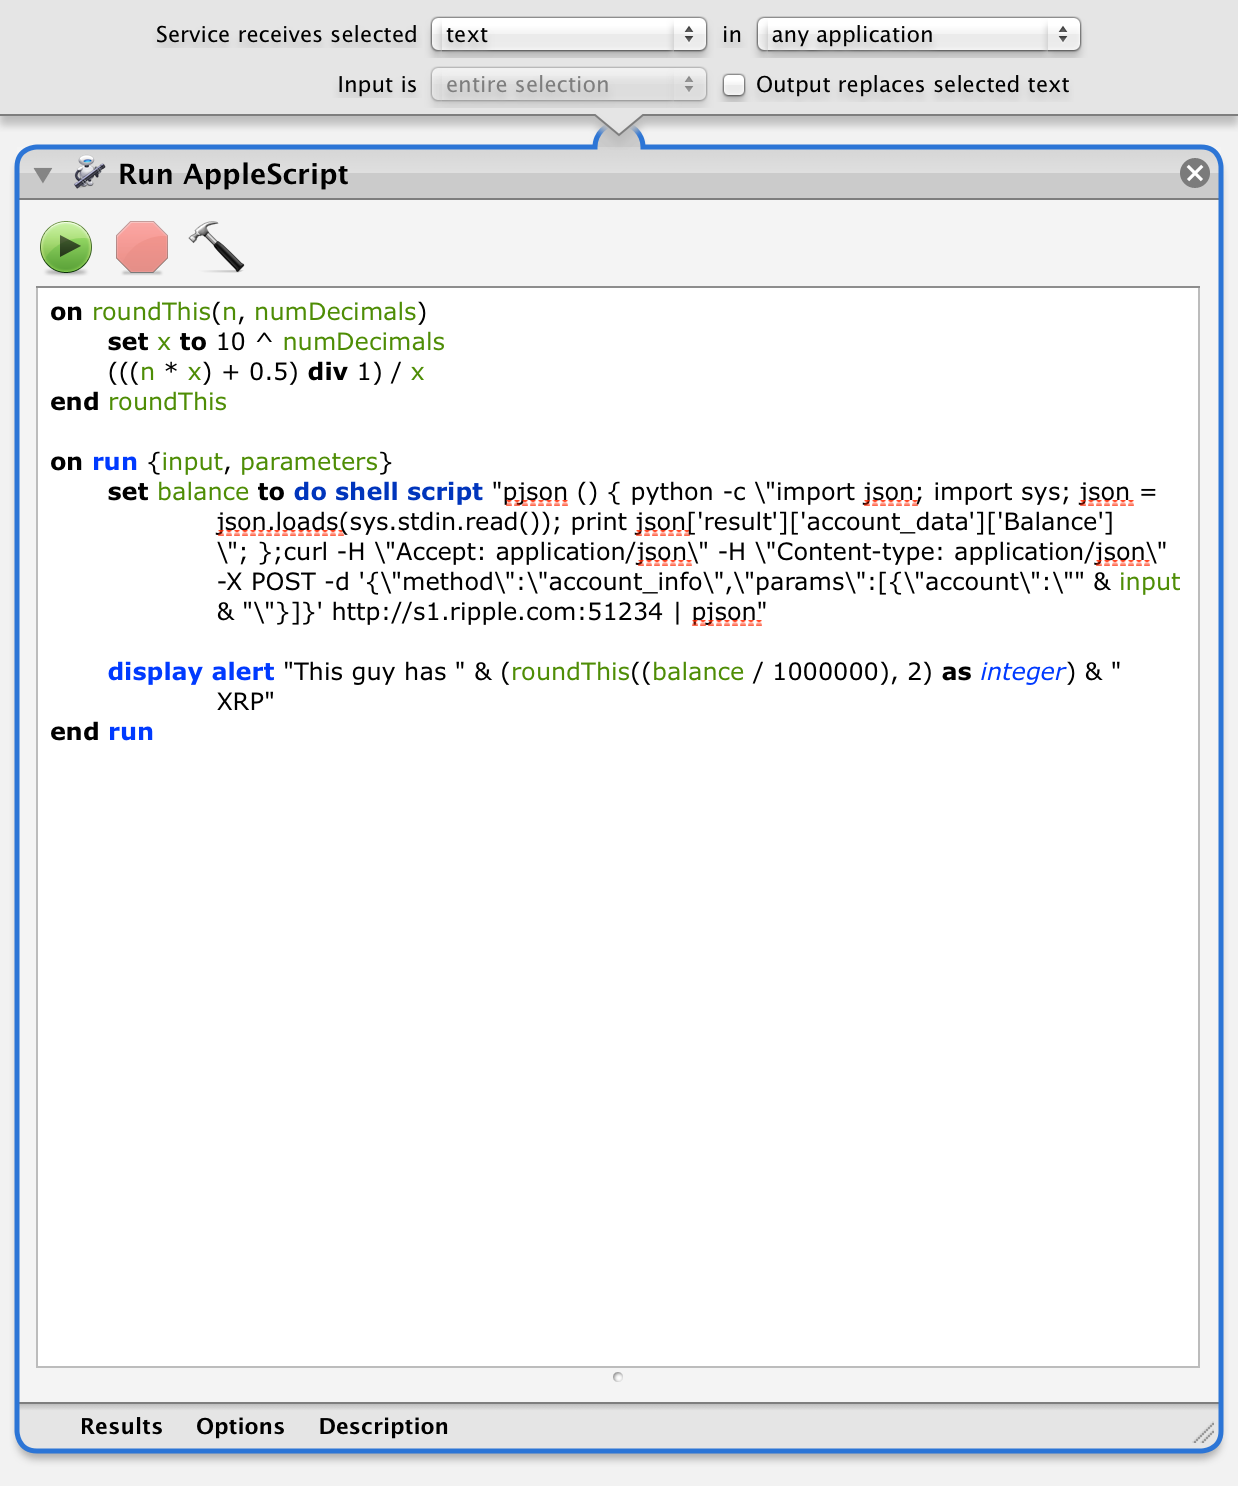 Service receives selected text in any application
Input is entire selection Output replaces selected text
Run AppleScript
on roundThis(n, numDecimals)
set x to 10 ^ numDecimals
(((n * x) + 0.5) div 1) / x
end roundThis
on run {input, parameters}
set balance to do shell script "pjson () { python -c \"import json; import sys; json =
json.loads(sys.stdin.read()); print json['result']['account_data']['Balance']
\"; };curl -H \"Accept: application/json\" -H \"Content-type: application/json\"
-X POST -d '{\"method\":\"account_info\",\"params\":[{\"account\":\"" & input
& "\"}]}' http://s1.ripple.com:51234 | pjson"
display alert "This guy has " & (roundThis((balance / 1000000), 2) as integer) & "
XRP"
end run
Results Options Description